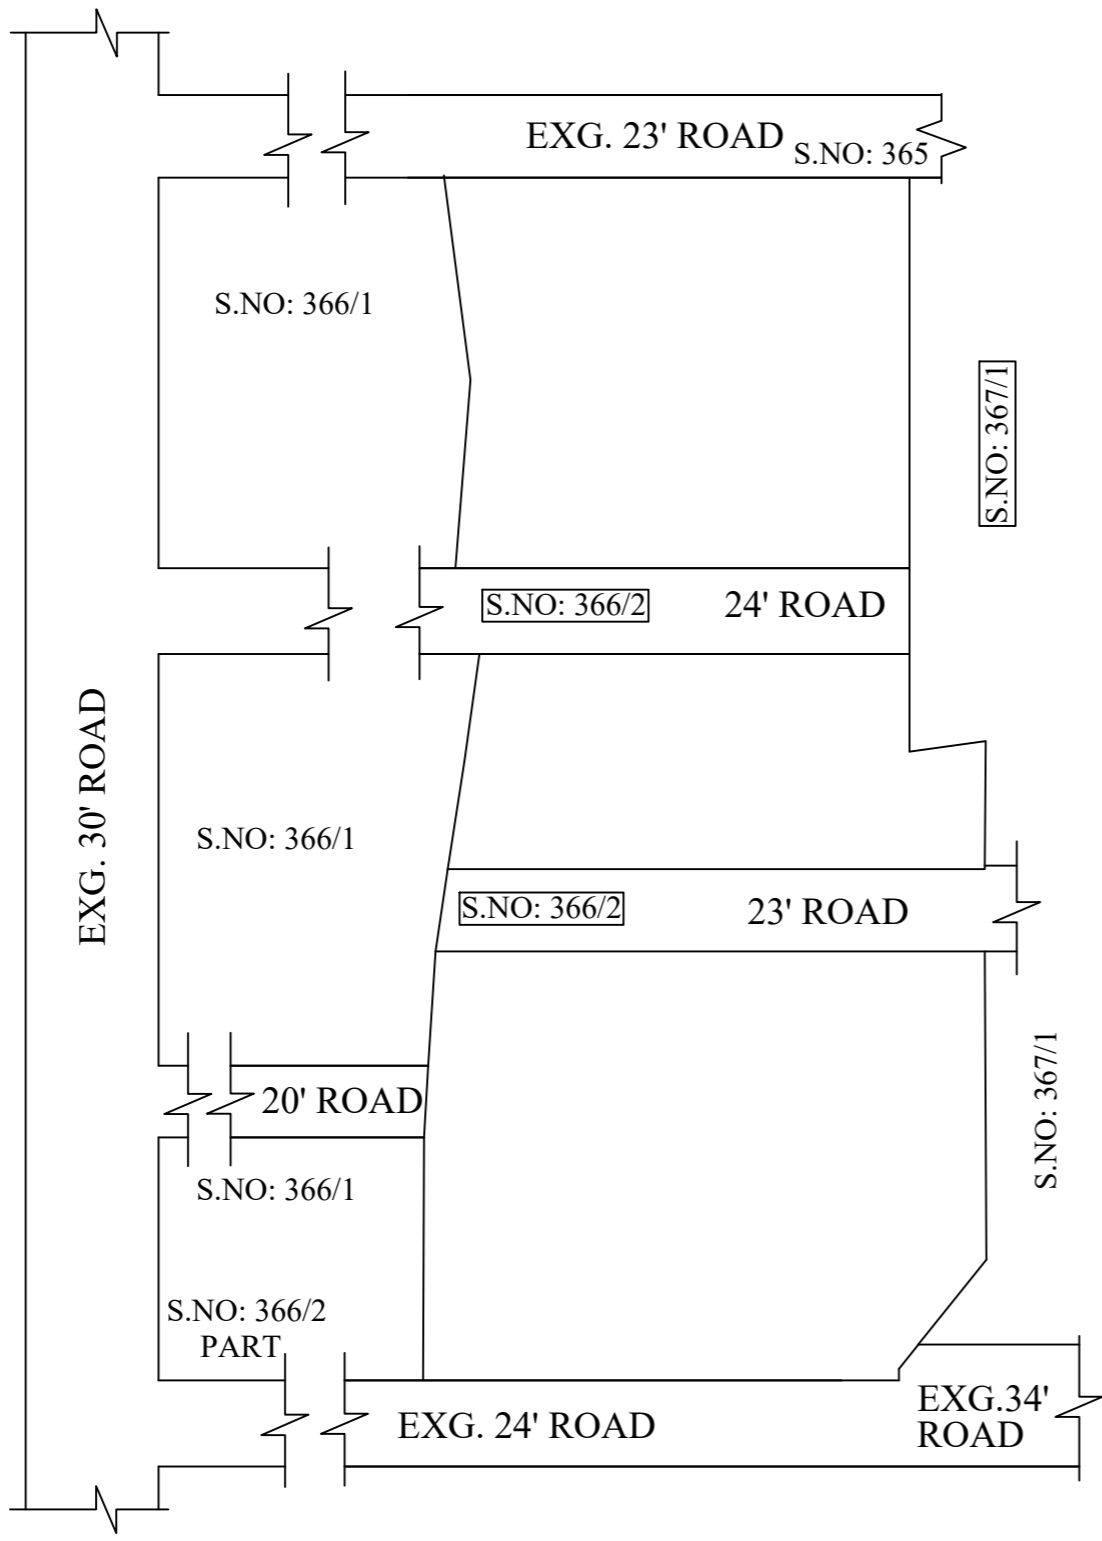 EXG. 23' ROAD
S.NO: 365
S.NO: 366/1
S.NO: 367/1
S.NO: 366/2
24' ROAD
EXG. 30' ROAD
S.NO: 366/1
S.NO: 366/2
23' ROAD
20' ROAD
S.NO: 367/1
S.NO: 366/1
S.NO: 366/2
PART
EXG. 24' ROAD
EXG.34'
ROAD